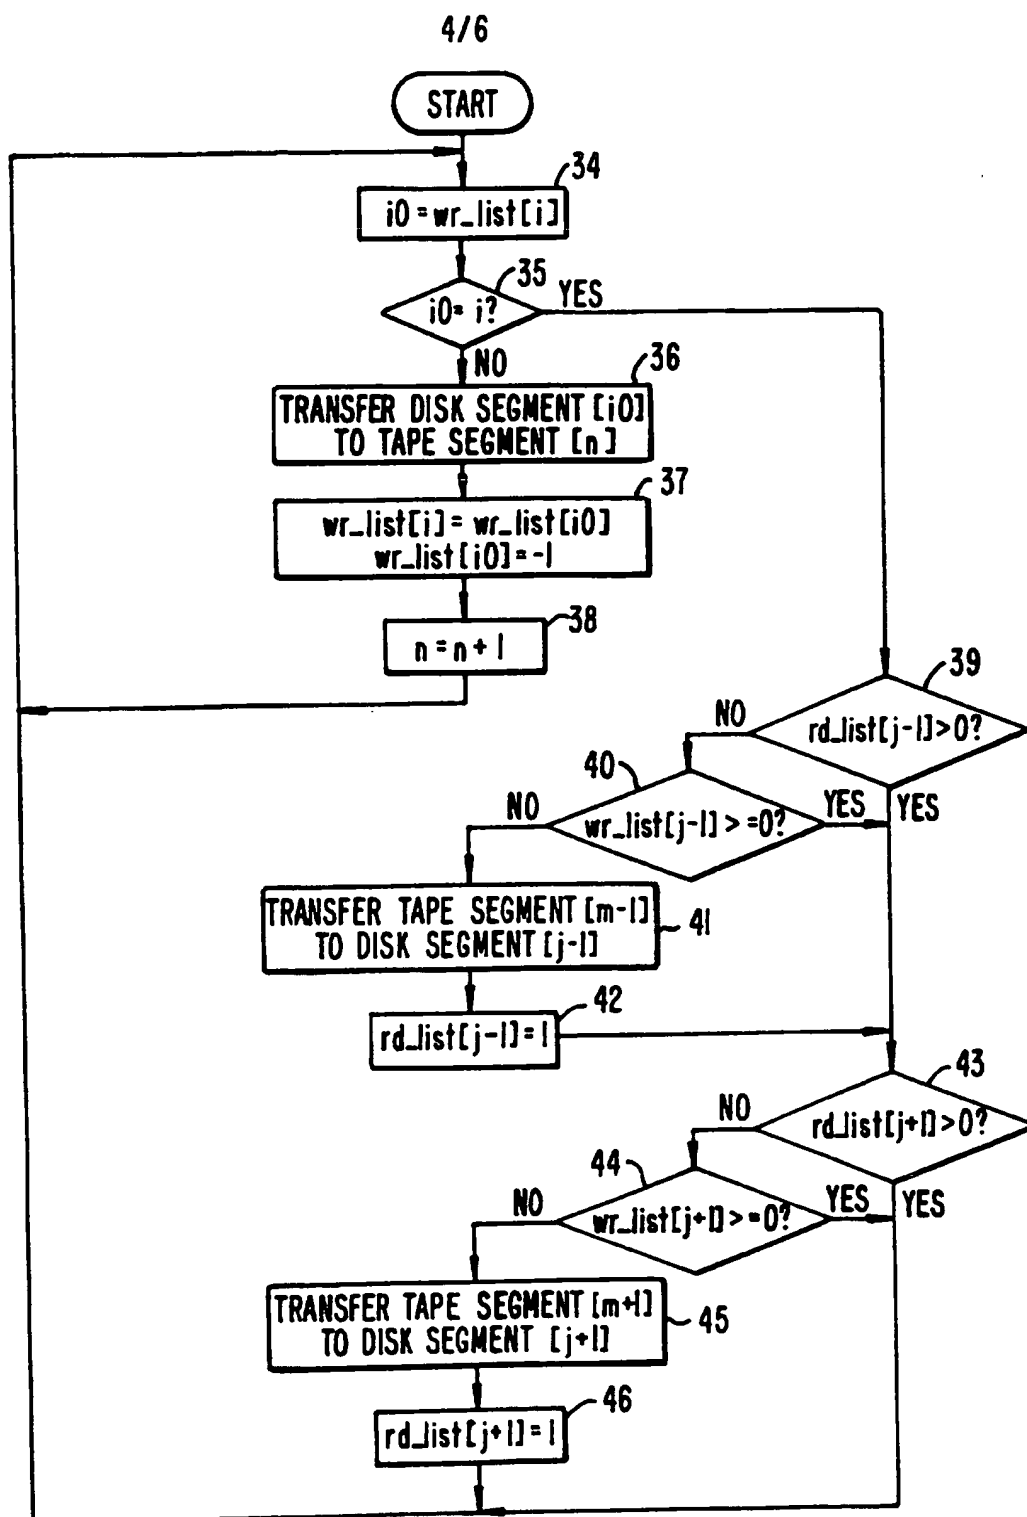 4/6
START
34
i0=wr_list[i]
35
i0= i?
YES
NO
36
TRANSFER DISK SEGMENT [i0]
TO TAPE SEGMENT [n]
37
wr_list[i]= wr_list[i0]
wr_list[i0]=-1
38
n=n+1
39
rd_list[j-1]>0?
NO
YES
40
wr_list[j-1]>=0?
NO
YES
TRANSFER TAPE SEGMENT [m-1]
TO DISK SEGMENT [j-1]
41
42
rd_list[j-1]=1
43
rd_list[j+1]>0?
NO
YES
44
wr_list[j+1]>=0?
NO
YES
TRANSFER TAPE SEGMENT [m+1]
TO DISK SEGMENT [j+1]
45
46
rd_list[j+1]=1